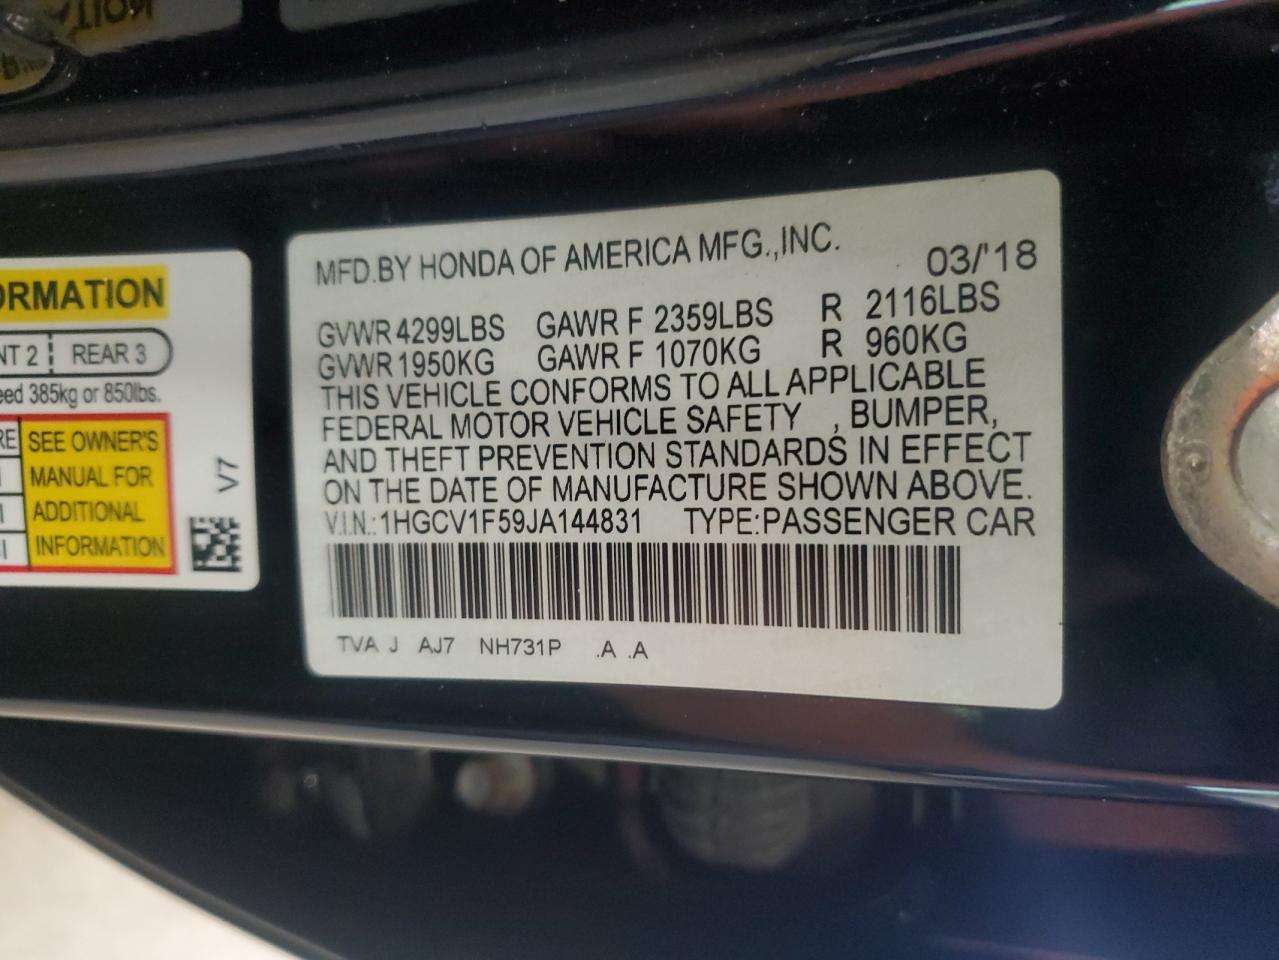 ORMATION
NT 2 REAR 3
eed 385kg or 850lbs.
RE
SEE OWNER'S
MANUAL FOR
ADDITIONAL
INFORMATION
V7
MFD.BY HONDA OF AMERICA MFG.,INC. 03/'18
GVWR 4299LBS GAWR F 2359LBS R 2116LBS
GVWR 1950KG GAWR F 1070KG R 960KG
THIS VEHICLE CONFORMS TO ALL APPLICABLE
FEDERAL MOTOR VEHICLE SAFETY , BUMPER,
AND THEFT PREVENTION STANDARDS IN EFFECT
ON THE DATE OF MANUFACTURE SHOWN ABOVE.
V.I.N.:1HGCV1F59JA144831 TYPE:PASSENGER CAR
TVA J AJ7 NH731P .A .A